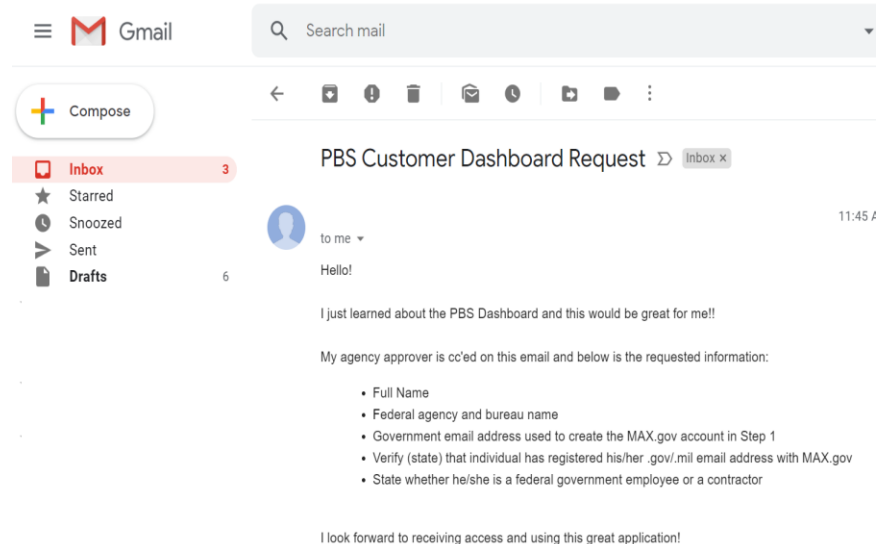 Gmail
Search mail
Compose
Inbox 3
Starred
Snoozed
Sent
Drafts 6
PBS Customer Dashboard Request Inbox ×
11:45 A
to me
Hello!
I just learned about the PBS Dashboard and this would be great for me!!
My agency approver is cc'ed on this email and below is the requested information:
• Full Name
• Federal agency and bureau name
• Government email address used to create the MAX.gov account in Step 1
• Verify (state) that individual has registered his/her .gov/.mil email address with MAX.gov
• State whether he/she is a federal government employee or a contractor
I look forward to receiving access and using this great application!